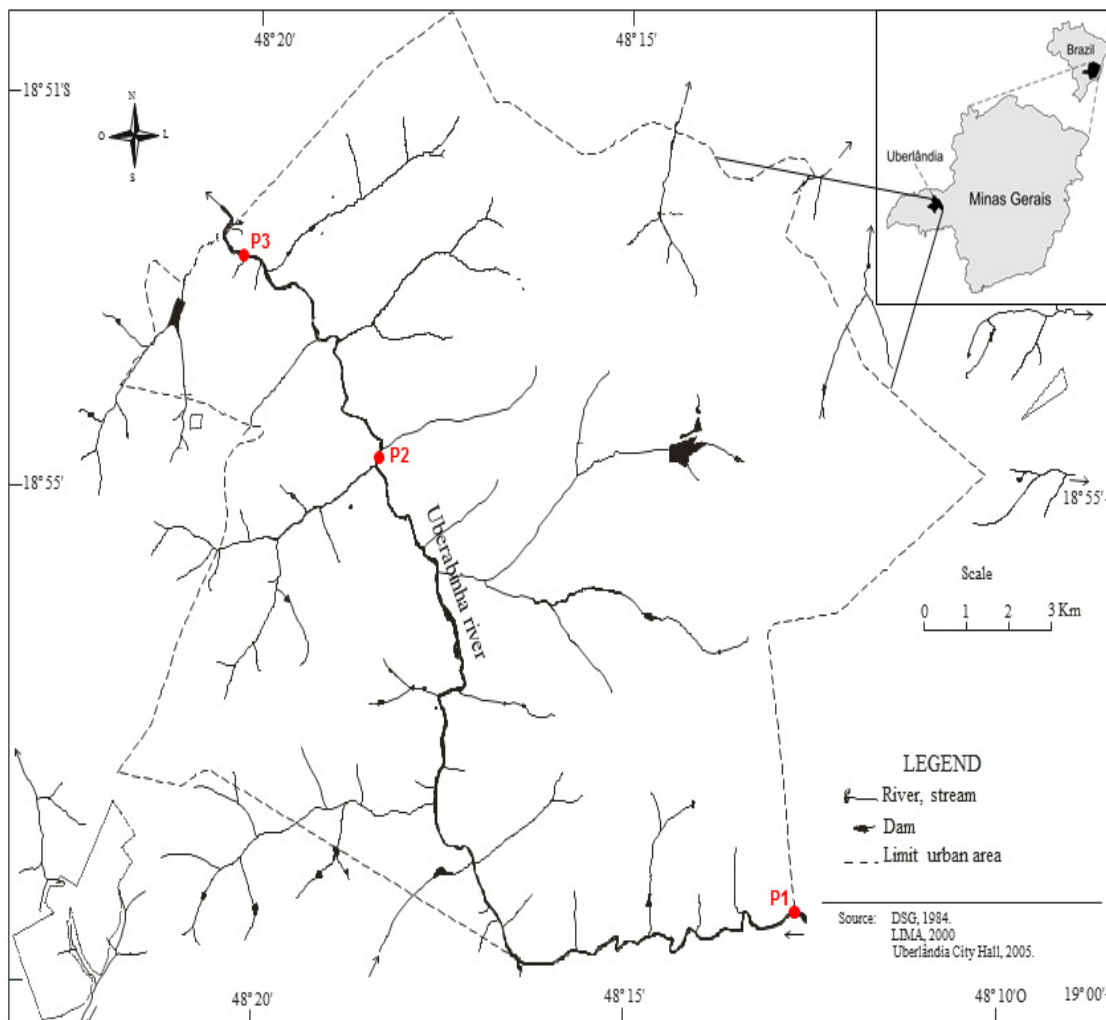 48° 20'
48° 15'
18° 51'S
N
O
L
S
Brazil
Uberlândia
Minas Gerais
P3
P2
18° 55'
18° 55'
Uberabinha river
Scale
0 1 2 3 Km
LEGEND
River, stream
Dam
Limit urban area
P1
Source: DSG, 1984.
LIMA, 2000
Uberlândia City Hall, 2005.
48° 20'
48° 15'
48° 10'O
19° 00'